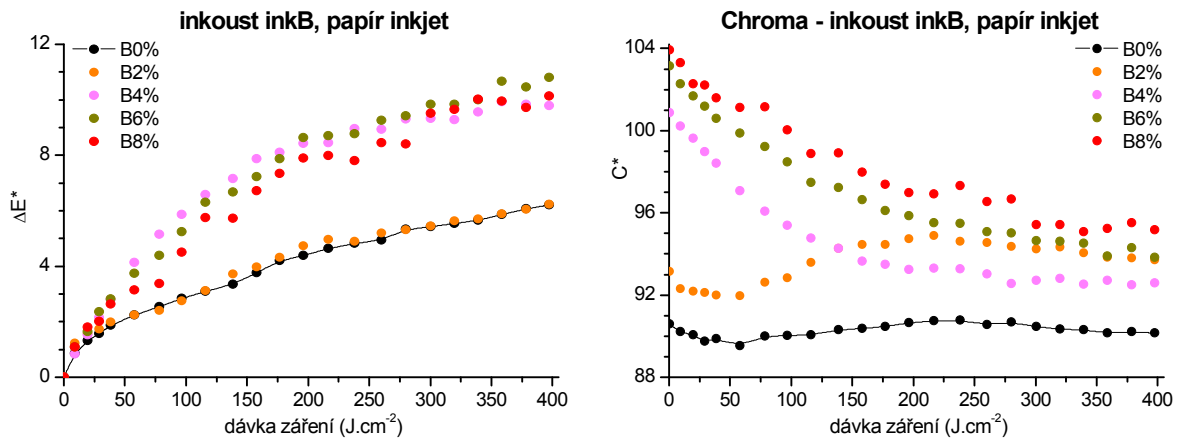 inkoust inkB, papír inkjet
12
8
4
0
ΔE*
B0%
B2%
B4%
B6%
B8%
0 50 100 150 200 250 300 350 400
dávka záření (J.cm-2)
Chroma - inkoust inkB, papír inkjet
104
100
96
92
88
C*
B0%
B2%
B4%
B6%
B8%
0 50 100 150 200 250 300 350 400
dávka záření (J.cm-2)